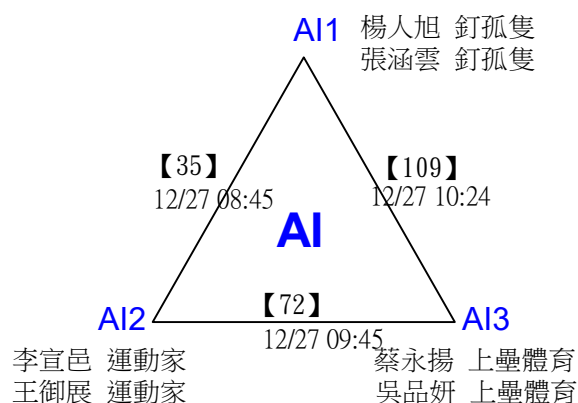 AI1 楊人旭 釘孤隻
張涵雲 釘孤隻
【35】 【109】
12/27 08:45 12/27 10:24
AI
【72】
AI2 AI3
12/27 09:45
李宣邑 運動家 蔡永揚 上壘體育
王御展 運動家 吳品妍 上壘體育